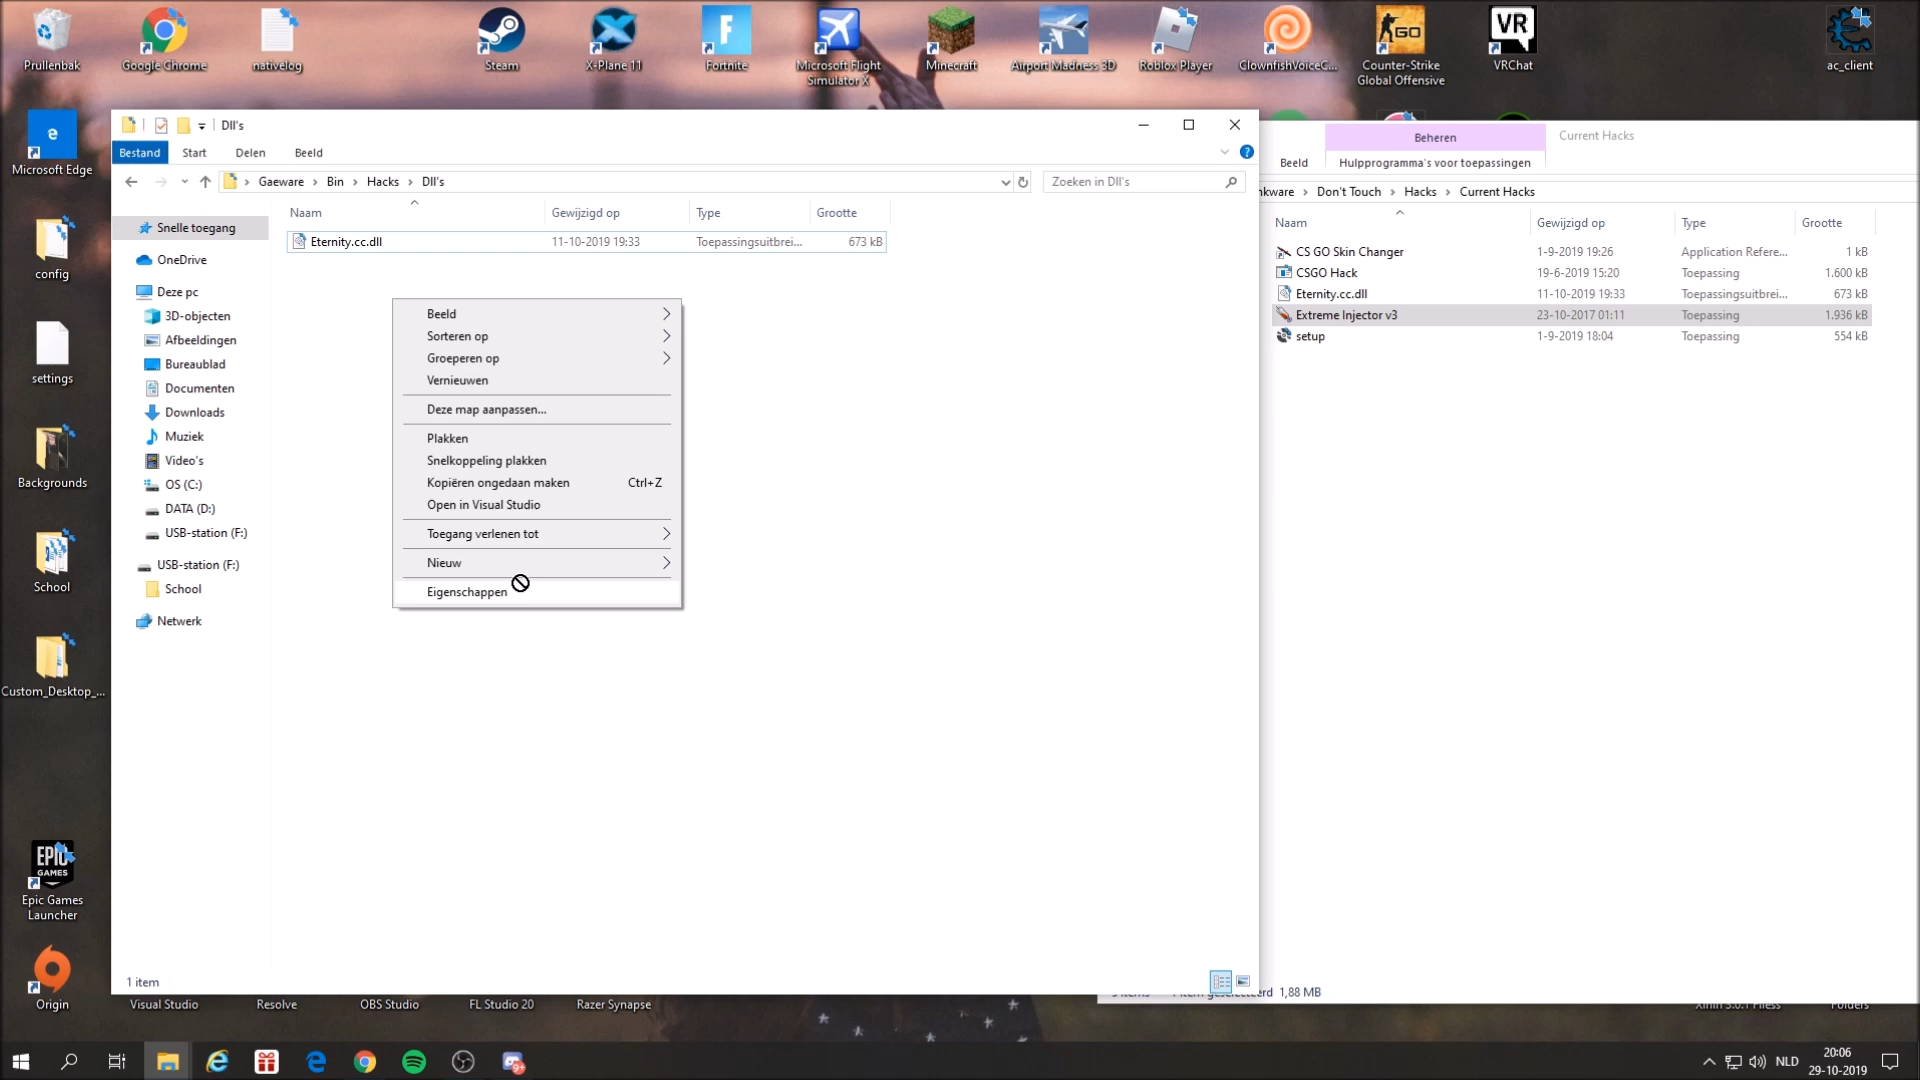 Prullenbak
Google Chrome
nativelog
Steam
X-Plane 11
Fortnite
Microsoft Flight
Simulator X
Minecraft
Airport Madness 3D
Roblox Player
ClownfishVoiceC...
Counter-Strike
Global Offensive
VRChat
ac_client
GO
VR
Microsoft Edge
config
settings
Backgrounds
School
Custom_Desktop_...
EPIC
GAMES
Epic Games
Launcher
Origin
Dll's
Bestand Start Delen Beeld
Gaeware › Bin › Hacks › Dll's
Zoeken in Dll's
Naam Gewijzigd op Type Grootte
Eternity.cc.dll 11-10-2019 19:33 Toepassingsuitbrei... 673 kB
Snelle toegang
OneDrive
Deze pc
3D-objecten
Afbeeldingen
Bureaublad
Documenten
Downloads
Muziek
Video's
OS (C:)
DATA (D:)
USB-station (F:)
USB-station (F:)
School
Netwerk
Beeld
Sorteren op
Groeperen op
Vernieuwen
Deze map aanpassen...
Plakken
Snelkoppeling plakken
Kopiëren ongedaan maken Ctrl+Z
Open in Visual Studio
Toegang verlenen tot
Nieuw
Eigenschappen
1 item
Beheren Current Hacks
Beeld Hulpprogramma's voor toepassingen
nkware › Don't Touch › Hacks › Current Hacks
Naam Gewijzigd op Type Grootte
CS GO Skin Changer 1-9-2019 19:26 Application Refere... 1 kB
CSGO Hack 19-6-2019 15:20 Toepassing 1.600 kB
Eternity.cc.dll 11-10-2019 19:33 Toepassingsuitbrei... 673 kB
Extreme Injector v3 23-10-2017 01:11 Toepassing 1.936 kB
setup 1-9-2019 18:04 Toepassing 554 kB
1,88 MB
Visual Studio
Resolve
OBS Studio
FL Studio 20
Razer Synapse
NLD
20:06
29-10-2019